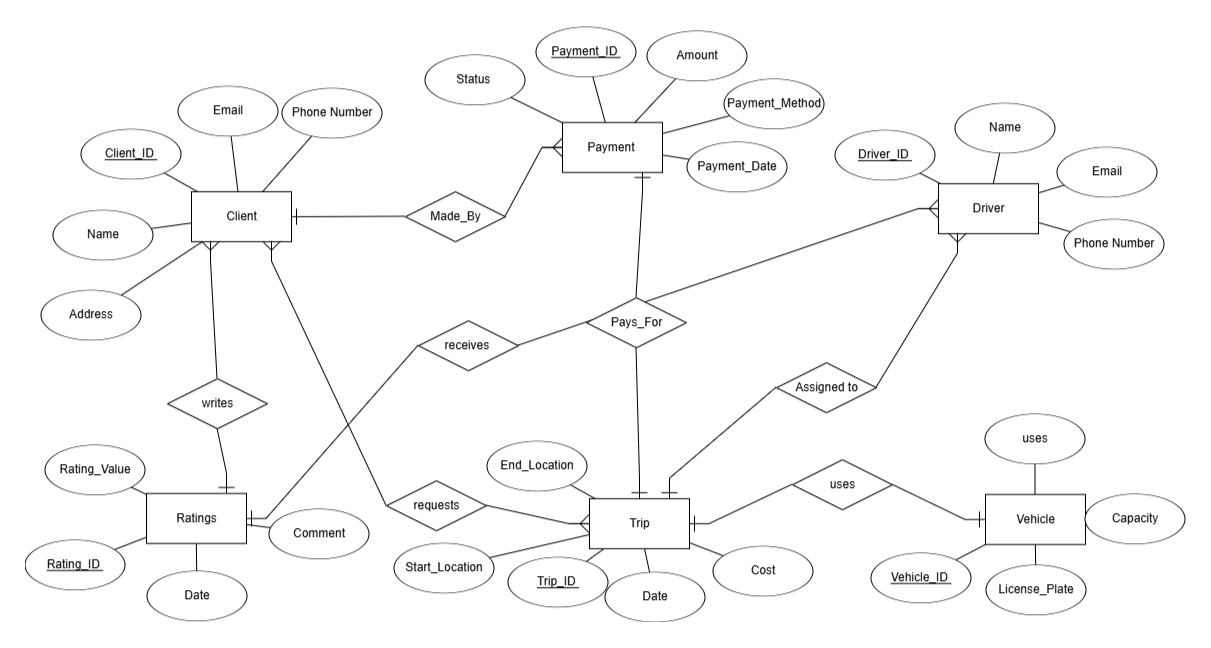 Payment_ID
Amount
Status
Payment_Method
Payment
Payment_Date
Email
Phone Number
Client_ID
Client
Name
Address
Made_By
Name
Driver_ID
Email
Driver
Phone Number
Pays_For
receives
Assigned to
writes
Rating_Value
Ratings
Comment
Rating_ID
Date
End_Location
requests
Trip
Start_Location
Trip_ID
Date
Cost
uses
uses
Vehicle
Capacity
Vehicle_ID
License_Plate